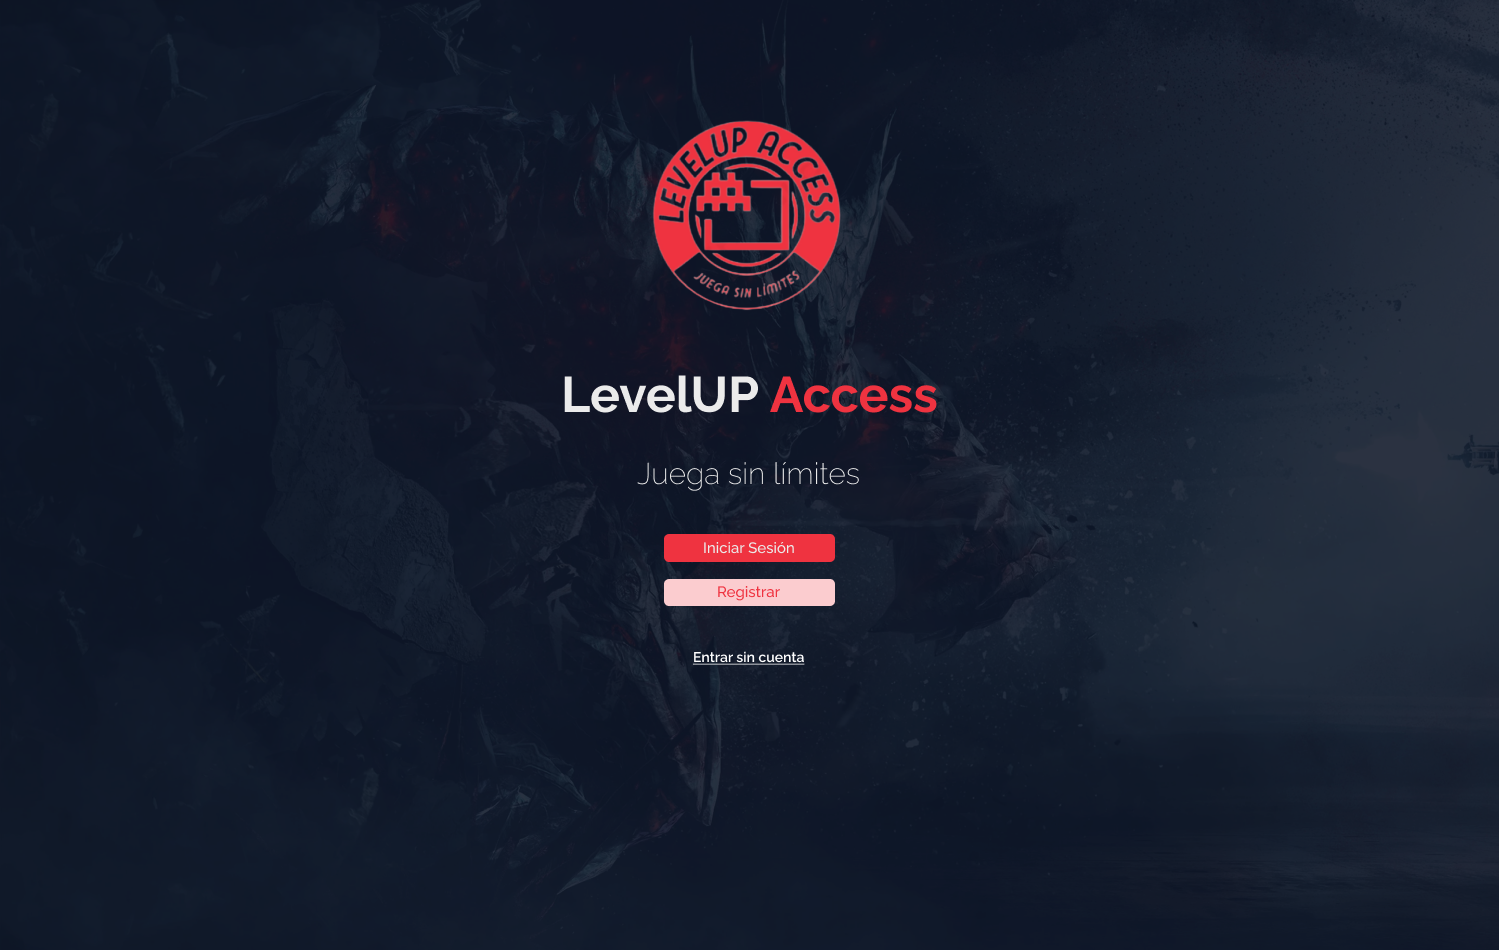 LEVELUP ACCESS
JUEGA SIN LÍMITES
LevelUP Access
Juega sin límites
Iniciar Sesión
Registrar
Entrar sin cuenta